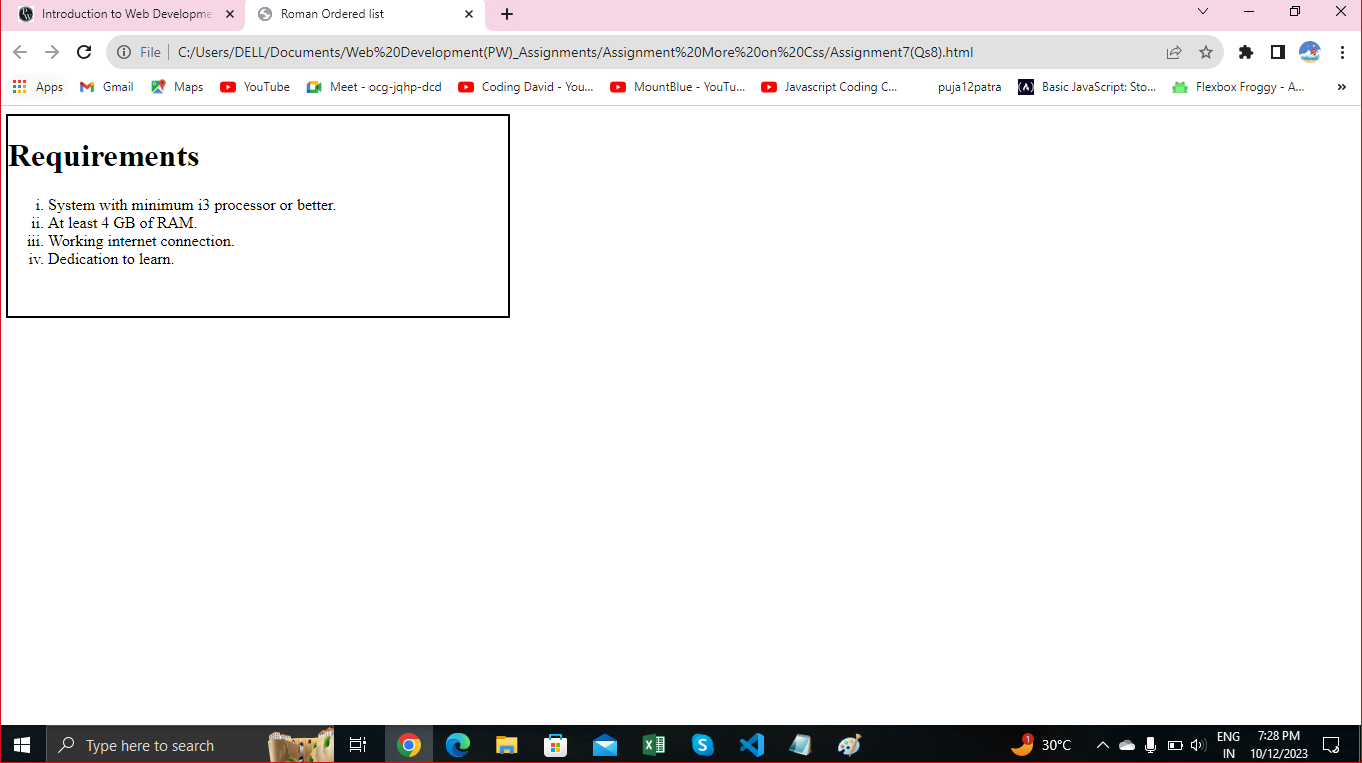 Introduction to Web Developme
Roman Ordered list
File
C:/Users/DELL/Documents/Web%20Development(PW)_Assignments/Assignment%20More%20on%20Css/Assignment7(Qs8).html
Apps
Gmail
Maps
YouTube
Meet - ocg-jqhp-dcd
Coding David - You...
MountBlue - YouTu...
Javascript Coding C...
puja12patra
(A)
Basic JavaScript: Sto...
Flexbox Froggy - A...
»
Requirements
i. System with minimum i3 processor or better.
ii. At least 4 GB of RAM.
iii. Working internet connection.
iv. Dedication to learn.
Type here to search
1
30°C
ENG
IN
7:28 PM
10/12/2023